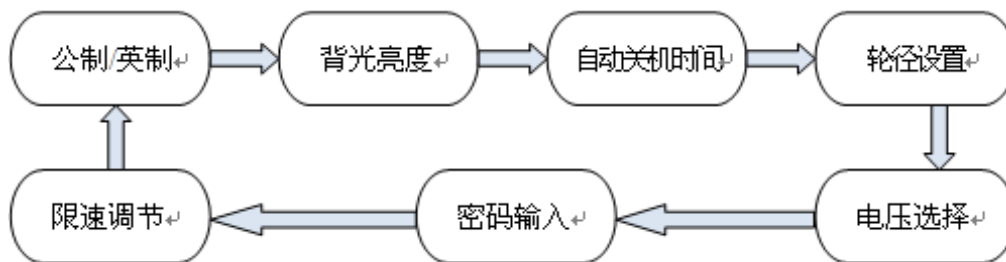 公制/英制
背光亮度
自动关机时间
轮径设置
限速调节
密码输入
电压选择